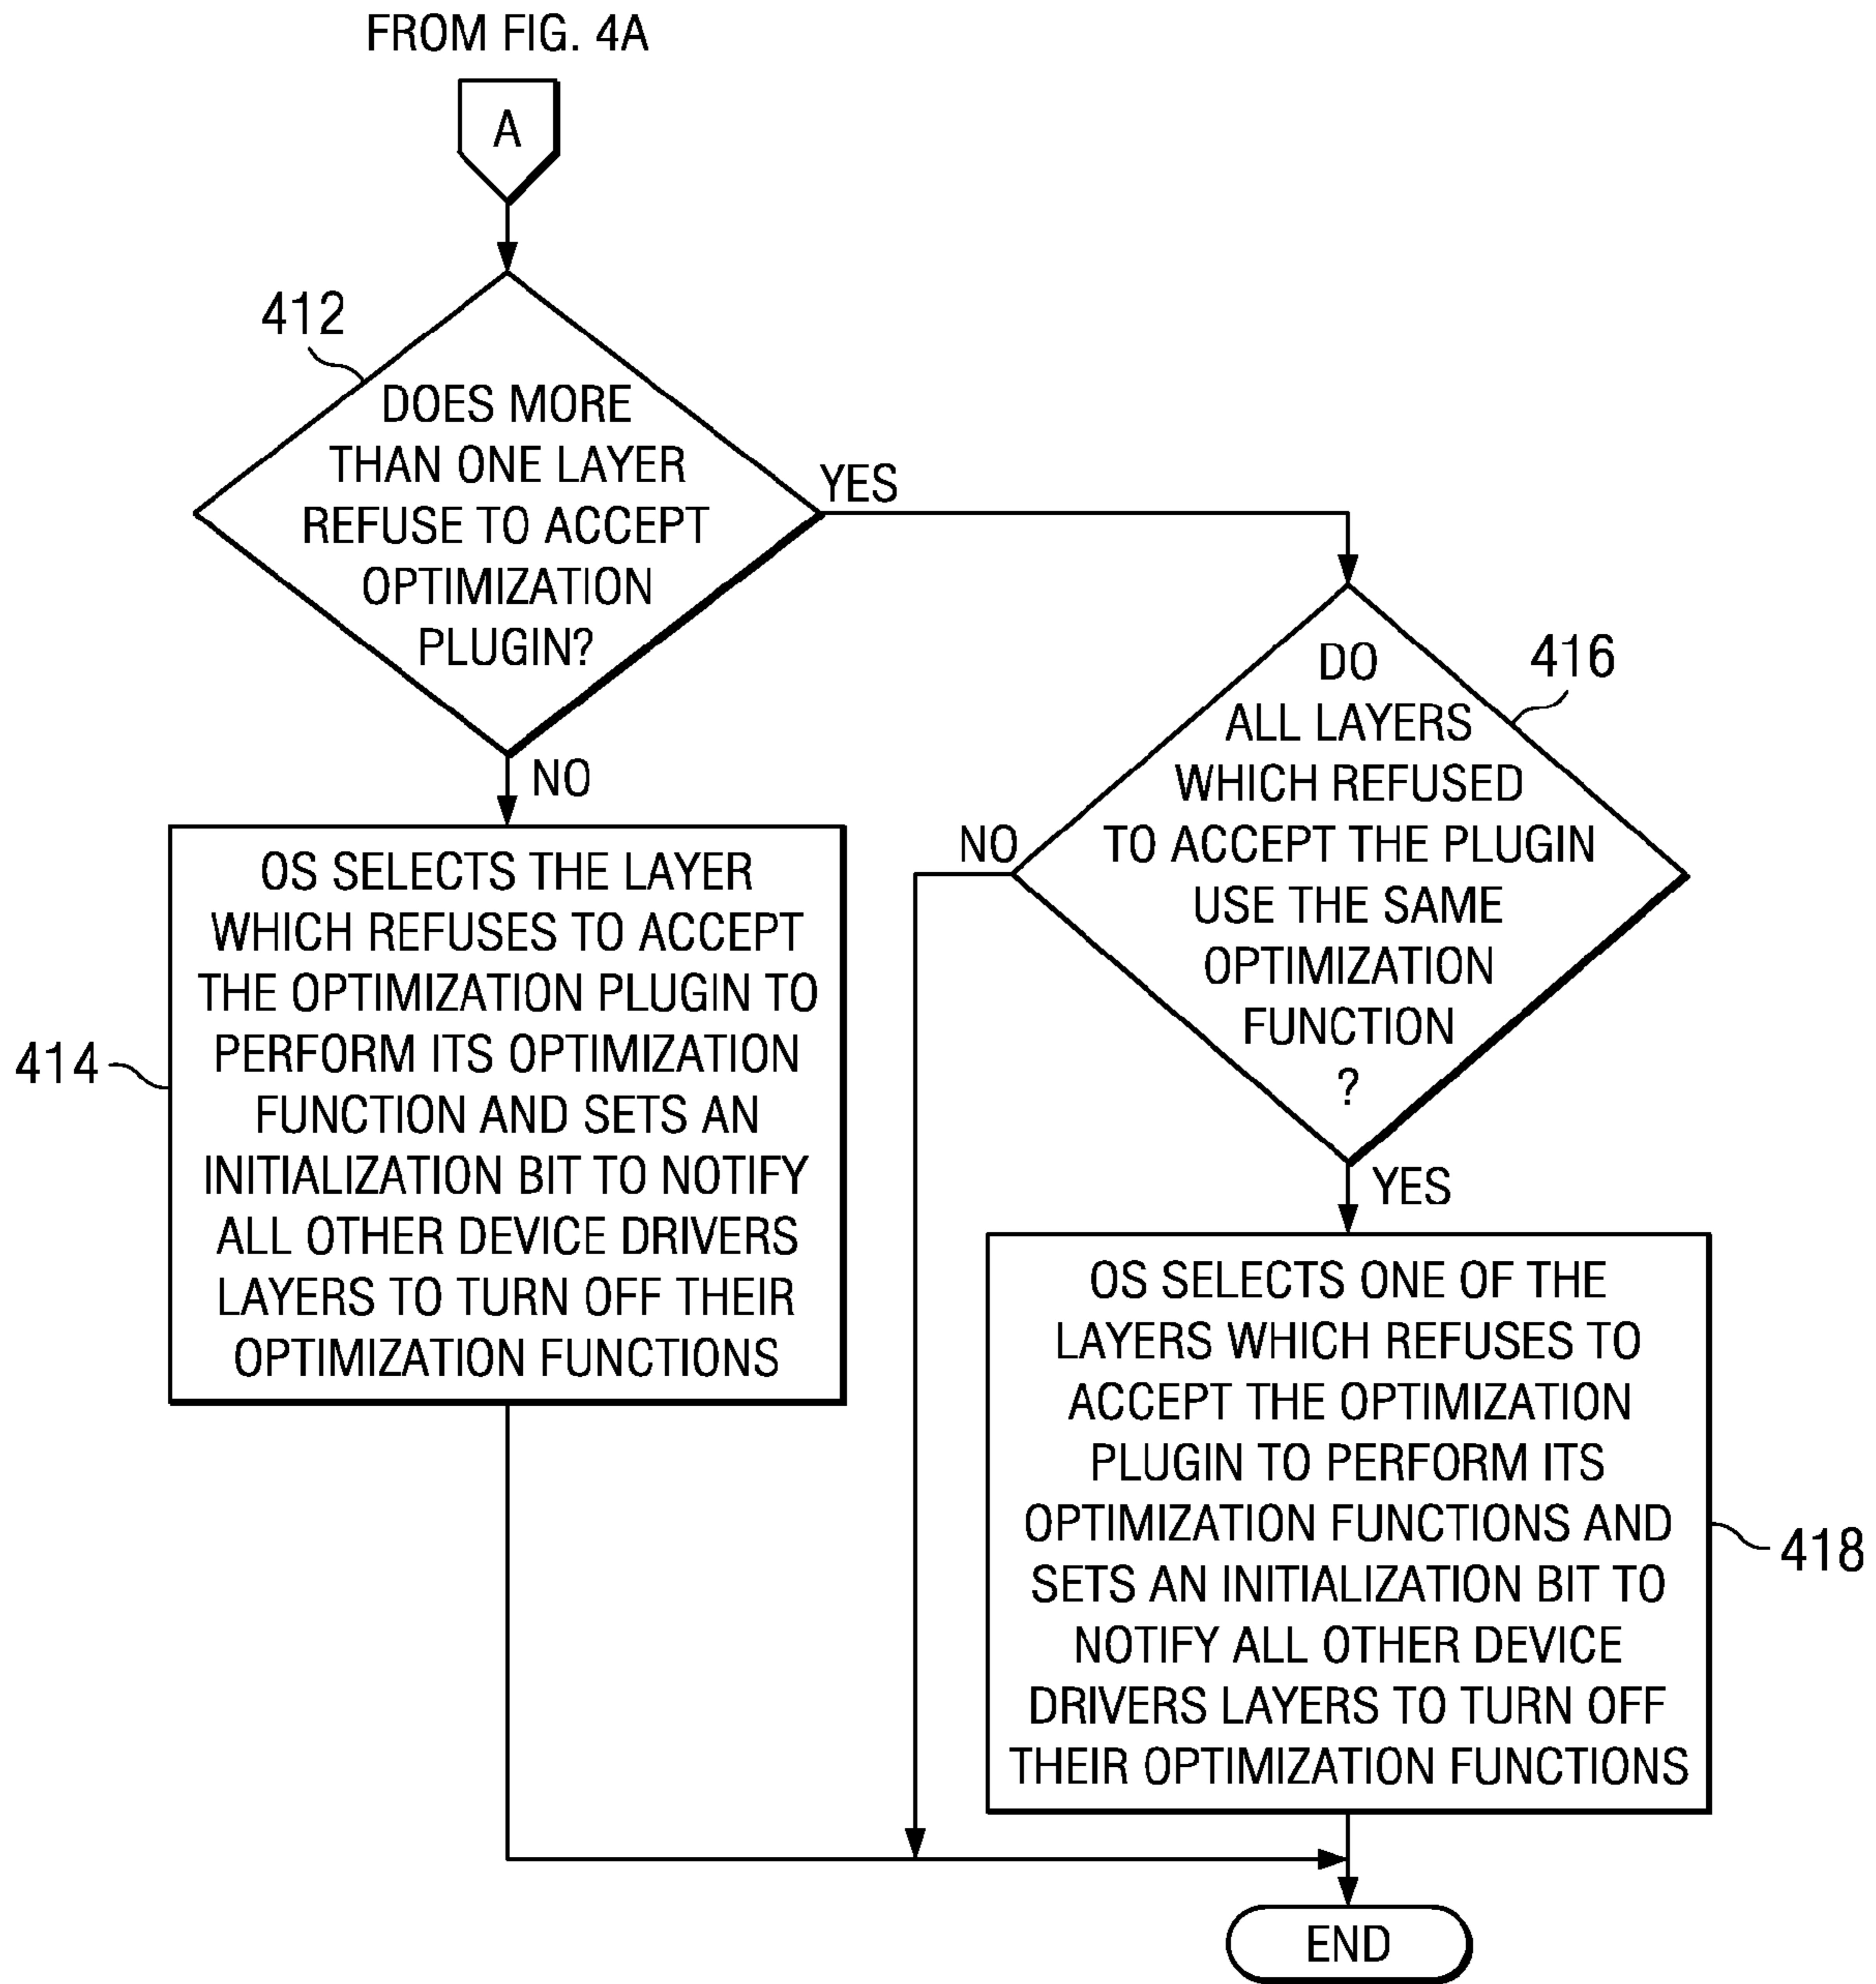 FROM FIG. 4A
A
412
DOES MORE
THAN ONE LAYER
REFUSE TO ACCEPT
OPTIMIZATION
PLUGIN?
YES
NO
416
DO
ALL LAYERS
WHICH REFUSED
TO ACCEPT THE PLUGIN
USE THE SAME
OPTIMIZATION
FUNCTION
?
NO
YES
414
OS SELECTS THE LAYER
WHICH REFUSES TO ACCEPT
THE OPTIMIZATION PLUGIN TO
PERFORM ITS OPTIMIZATION
FUNCTION AND SETS AN
INITIALIZATION BIT TO NOTIFY
ALL OTHER DEVICE DRIVERS
LAYERS TO TURN OFF THEIR
OPTIMIZATION FUNCTIONS
OS SELECTS ONE OF THE
LAYERS WHICH REFUSES TO
ACCEPT THE OPTIMIZATION
PLUGIN TO PERFORM ITS
OPTIMIZATION FUNCTIONS AND
SETS AN INITIALIZATION BIT TO
NOTIFY ALL OTHER DEVICE
DRIVERS LAYERS TO TURN OFF
THEIR OPTIMIZATION FUNCTIONS
418
END